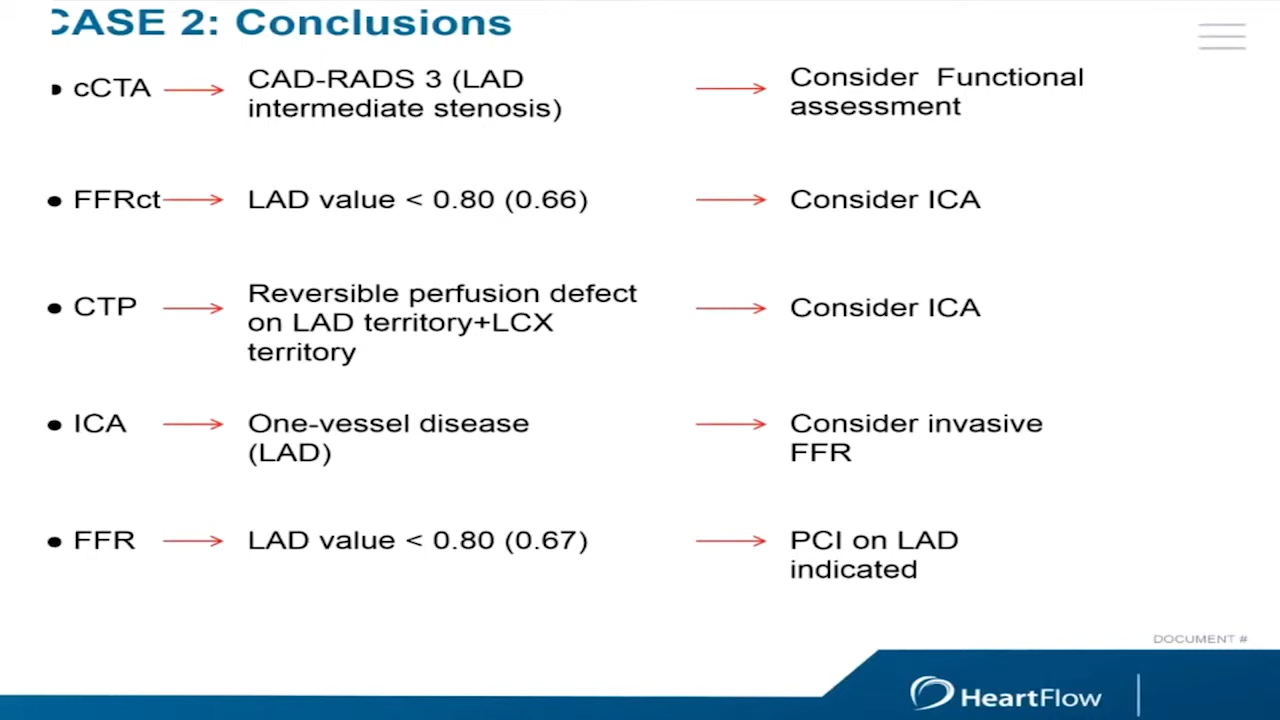 CASE 2: Conclusions
• cCTA
CAD-RADS 3 (LAD
intermediate stenosis)
Consider Functional
assessment
• FFRct
LAD value < 0.80 (0.66)
Consider ICA
• CTP
Reversible perfusion defect
on LAD territory+LCX
territory
Consider ICA
• ICA
One-vessel disease
(LAD)
Consider invasive
FFR
• FFR
LAD value < 0.80 (0.67)
PCI on LAD
indicated
DOCUMENT #
HeartFlow